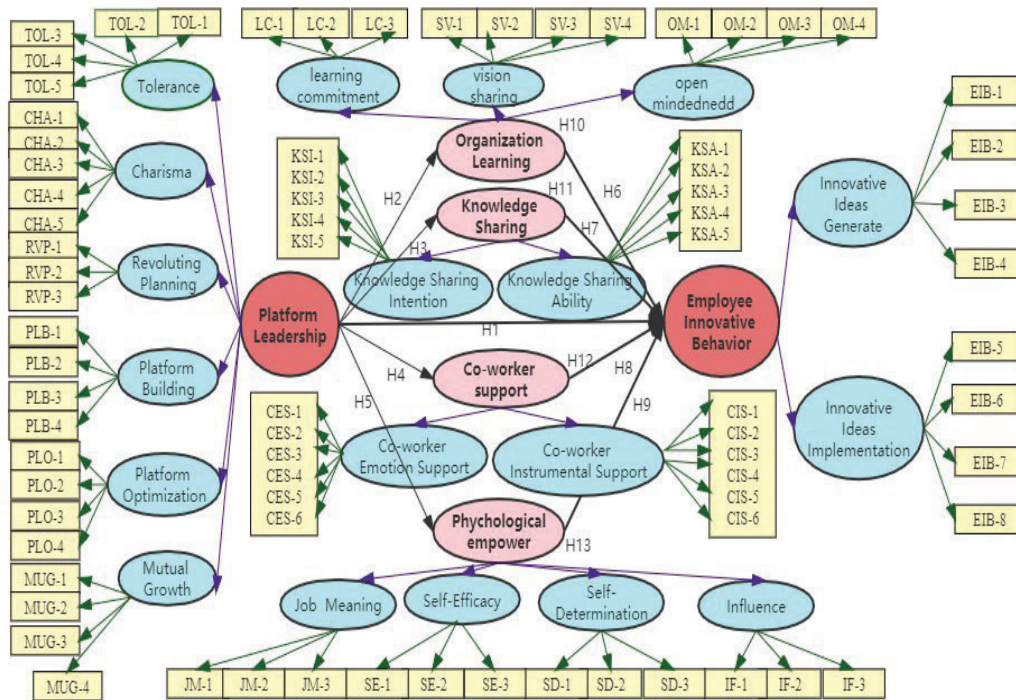 TOL-2
TOL-1
TOL-3
TOL-4
TOL-5
Tolerance
LC-1
LC-2
LC-3
learning
commitment
SV-1
SV-2
SV-3
SV-4
vision
sharing
OM-1
OM-2
OM-3
OM-4
open
mindednedd
CHA-1
CHA-2
CHA-3
CHA-4
CHA-5
Charisma
RVP-1
RVP-2
RVP-3
Revoluting
Planning
PLB-1
PLB-2
PLB-3
PLB-4
Platform
Building
PLO-1
PLO-2
PLO-3
PLO-4
Platform
Optimization
MUG-1
MUG-2
MUG-3
MUG-4
Mutual
Growth
Platform
Leadership
H2
H3
H1
H4
H5
Organization
Learning
H10
H6
Knowledge
Sharing
H11
H7
KSI-1
KSI-2
KSI-3
KSI-4
KSI-5
Knowledge Sharing
Intention
KSA-1
KSA-2
KSA-3
KSA-4
KSA-5
Knowledge Sharing
Ability
Co-worker
support
H12
H8
H9
CES-1
CES-2
CES-3
CES-4
CES-5
CES-6
Co-worker
Emotion Support
Co-worker
Instrumental Support
CIS-1
CIS-2
CIS-3
CIS-4
CIS-5
CIS-6
Phychological
empower
H13
Job Meaning
Self-Efficacy
Self-
Determination
Influence
JM-1
JM-2
JM-3
SE-1
SE-2
SE-3
SD-1
SD-2
SD-3
IF-1
IF-2
IF-3
Employee
Innovative
Behavior
Innovative
Ideas
Generate
EIB-1
EIB-2
EIB-3
EIB-4
Innovative
Ideas
Implementation
EIB-5
EIB-6
EIB-7
EIB-8